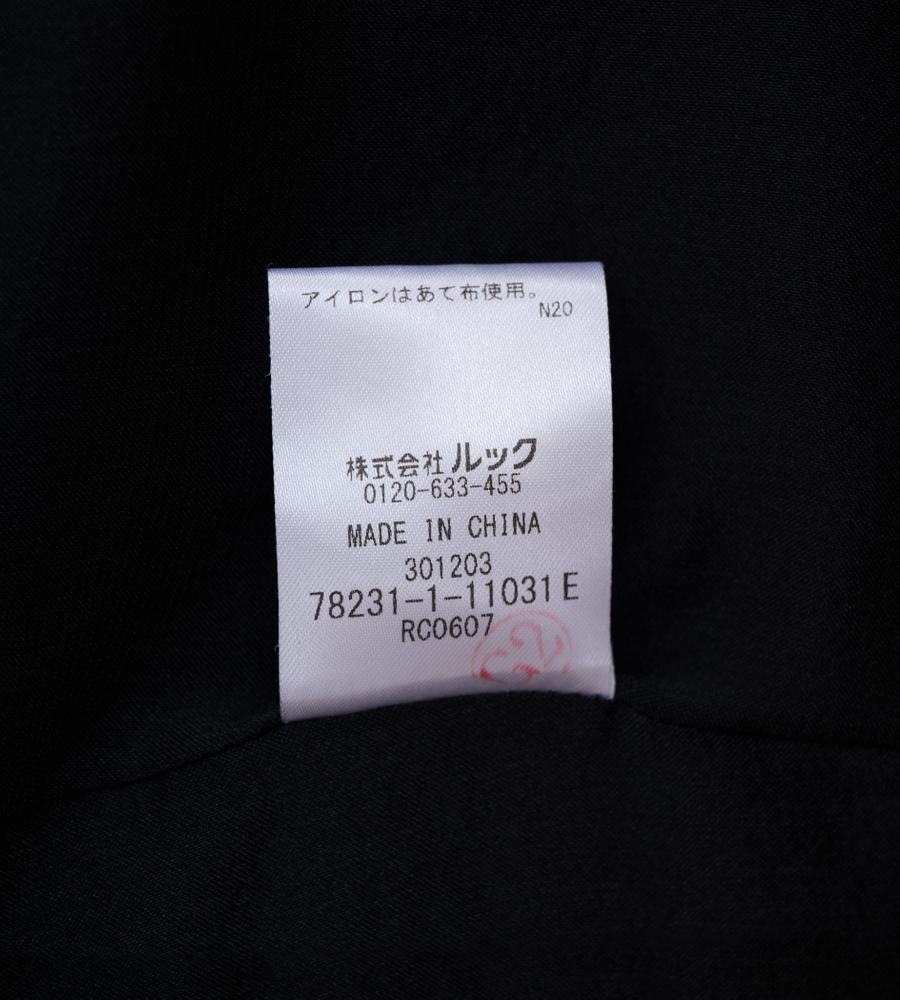 アイロンはあて布使用。
N20
株式会社ルック
0120-633-455
MADE IN CHINA
301203
78231-1-11031E
RC0607